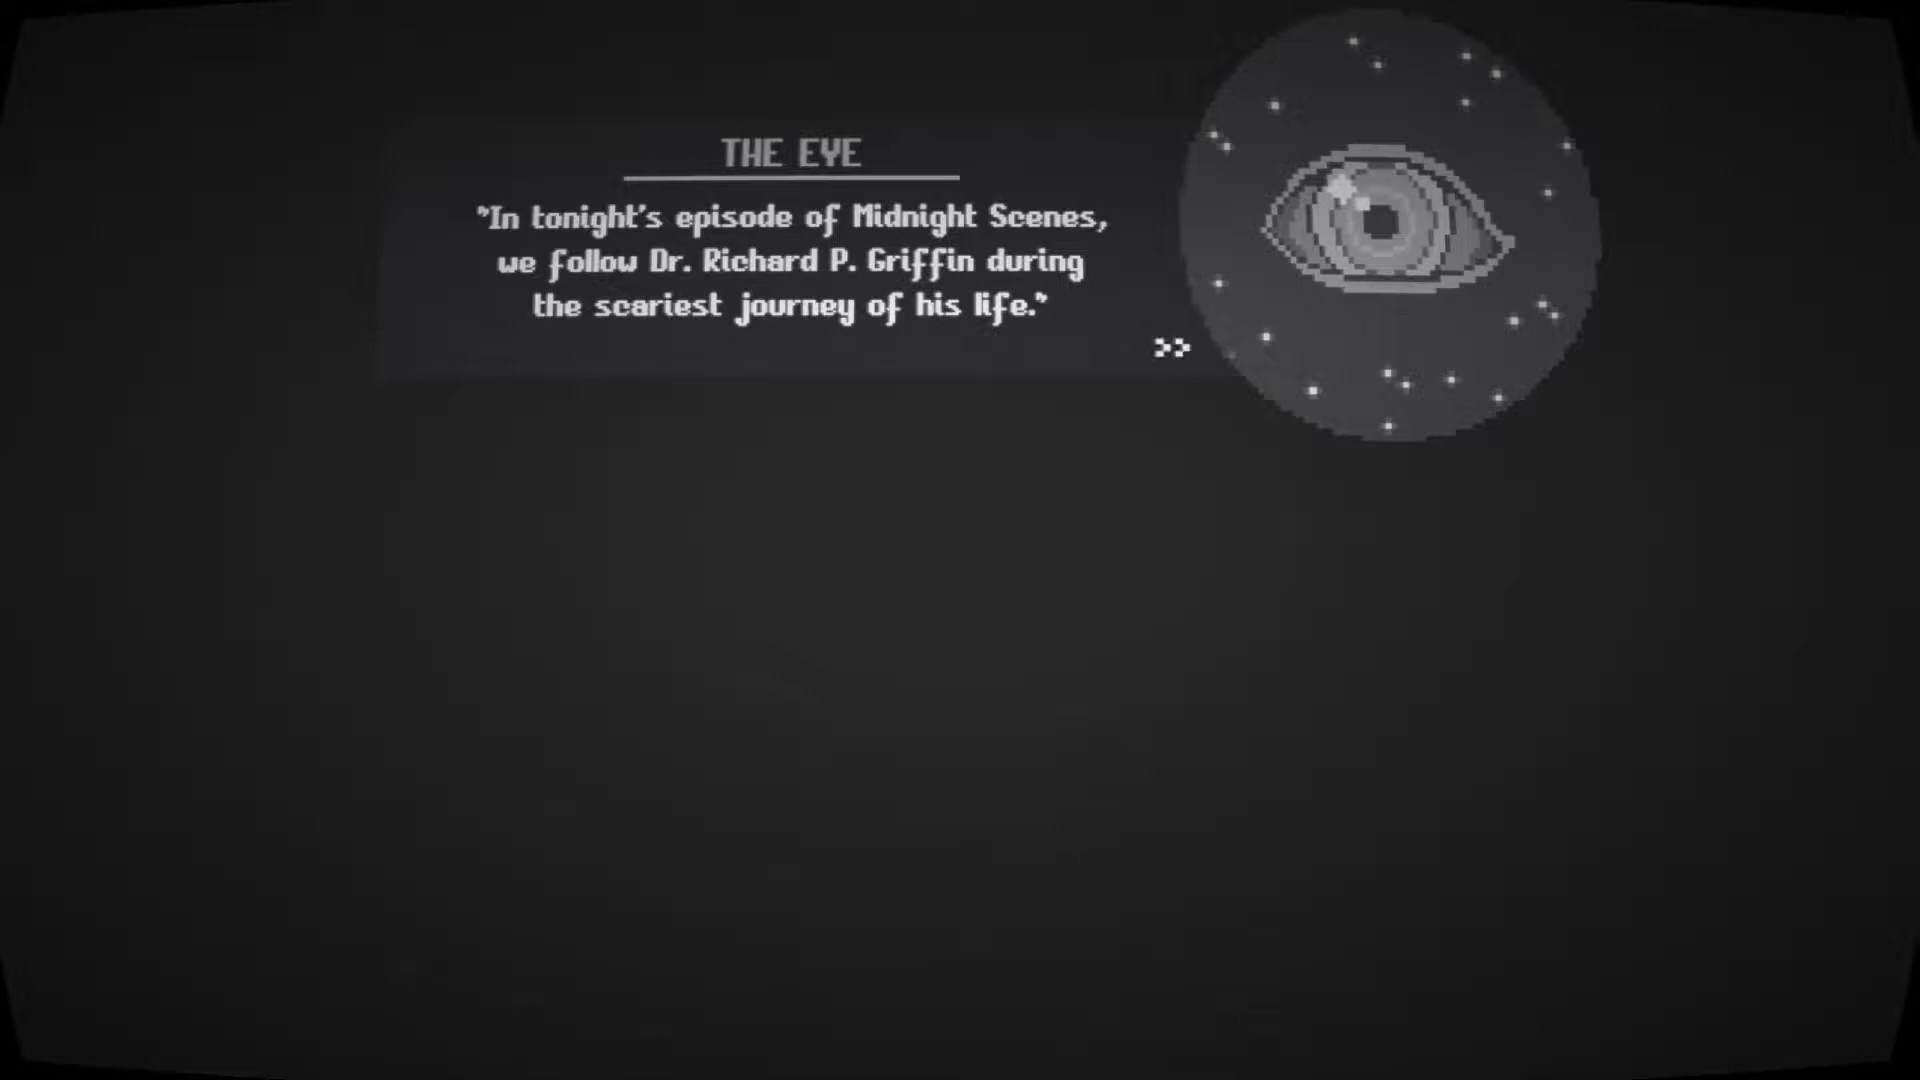 THE EYE
"In tonight's episode of Midnight Scenes,
we follow Dr. Richard P. Griffin during
the scariest journey of his life."
>>